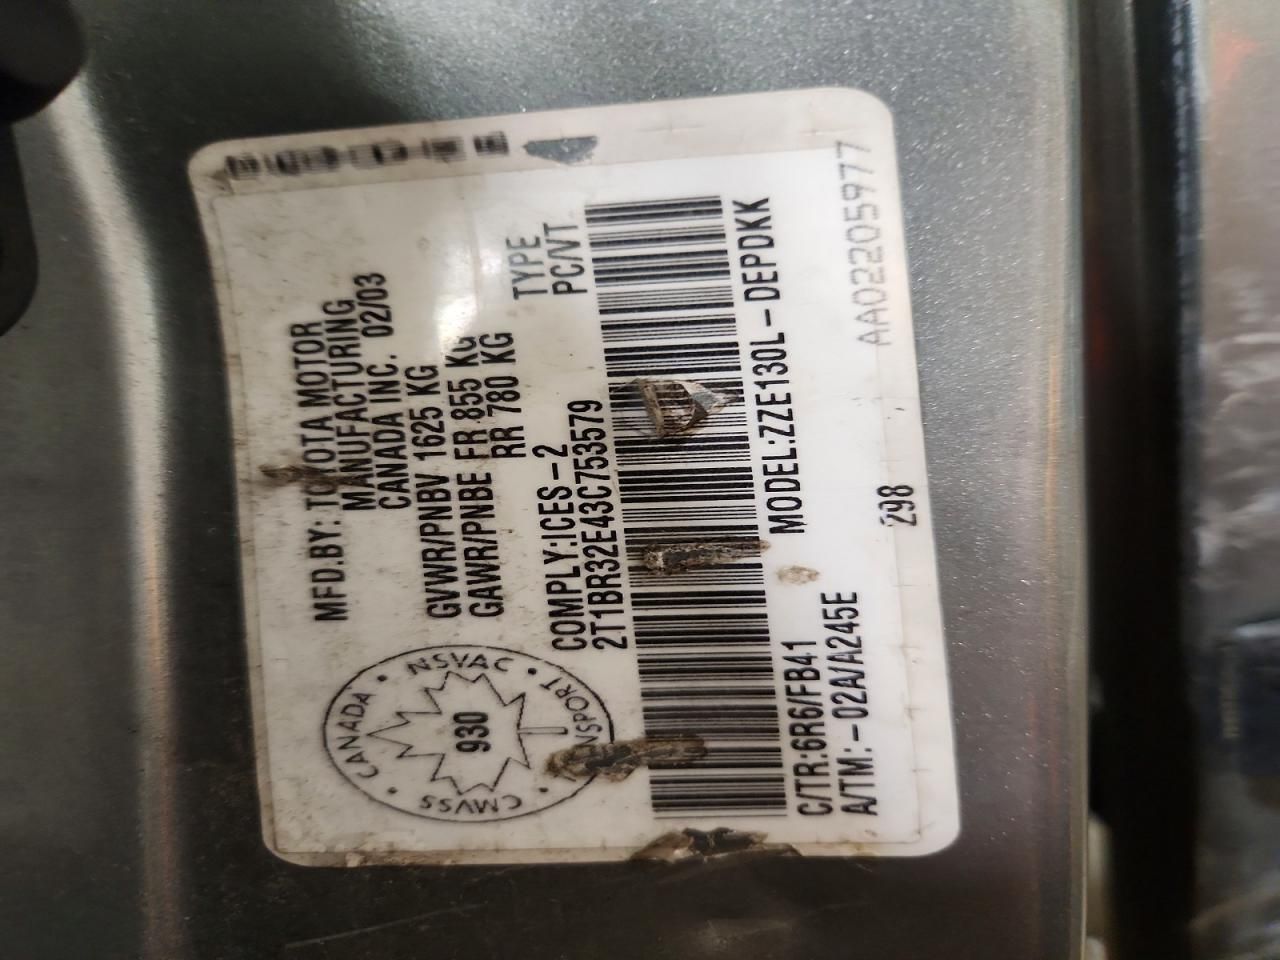 MFD.BY: TOYOTA MOTOR
MANUFACTURING
CANADA INC. 02/03
GVWR/PNBV 1625 KG
GAWR/PNBE FR 855 KG
RR 780 KG
TYPE
COMPLY:ICES-2 PC/VT
2T1BR32E43C753579
CANADA • NSVAC •
930
CMVSS •
MODEL:ZZE130L-DEPDKK
C/TR:6R6/FB41
A/TM:-02A/A245E
298
AA02205977